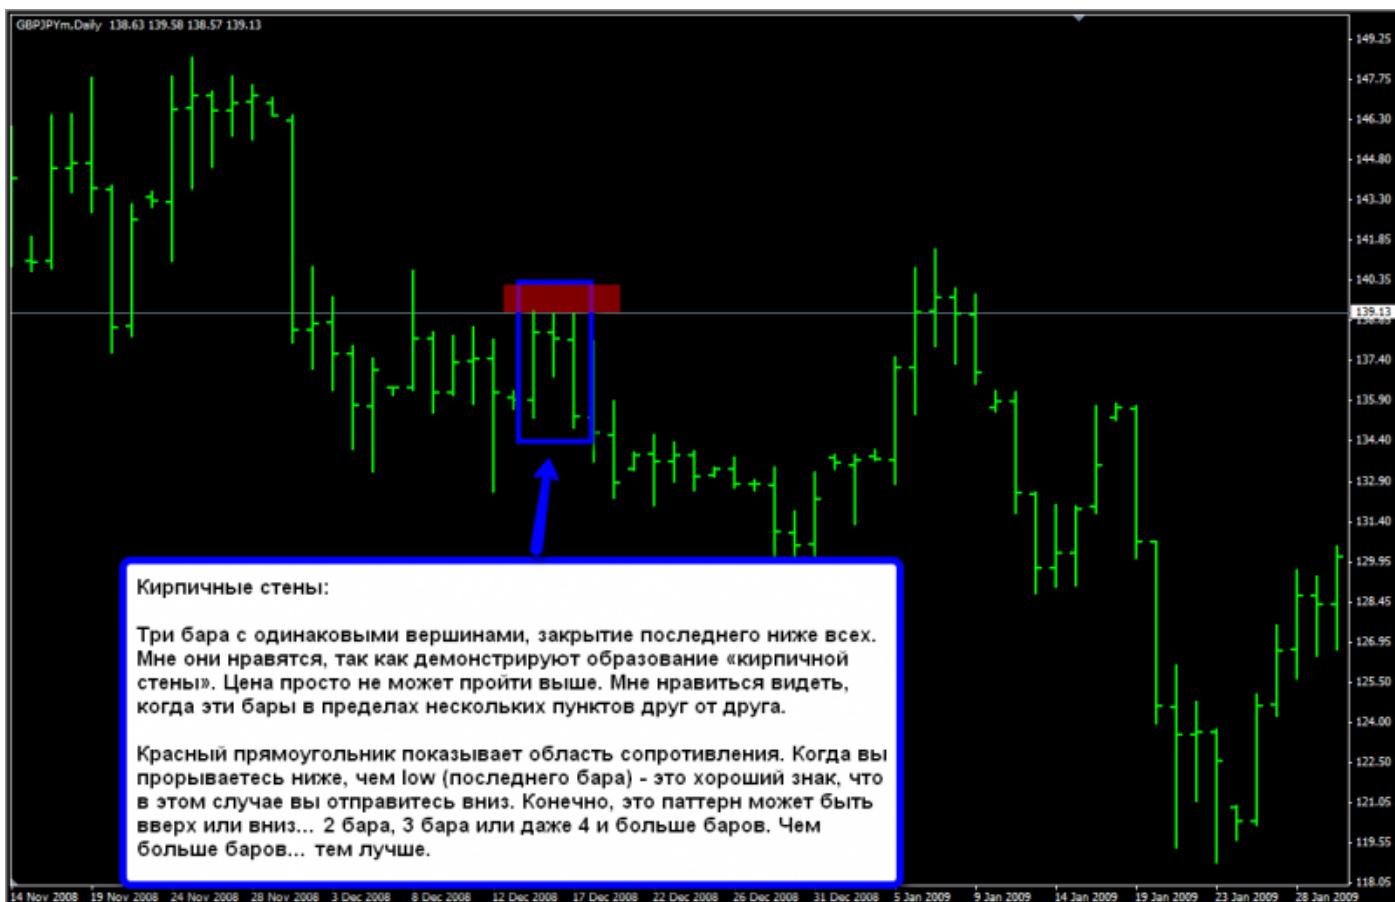 GBPJPYm,Daily 138.63 139.58 138.57 139.13
149.25
147.75
146.30
144.80
143.30
141.85
140.35
139.13
137.40
135.90
134.40
132.90
131.40
129.95
128.45
126.95
125.50
124.00
122.50
121.05
119.55
118.05
Кирпичные стены:
Три бара с одинаковыми вершинами, закрытие последнего ниже всех.
Мне они нравятся, так как демонстрируют образование «кирпичной
стены». Цена просто не может пройти выше. Мне нравиться видеть,
когда эти бары в пределах нескольких пунктов друг от друга.
Красный прямоугольник показывает область сопротивления. Когда вы
прорываетесь ниже, чем low (последнего бара) - это хороший знак, что
в этом случае вы отправитесь вниз. Конечно, это паттерн может быть
вверх или вниз... 2 бара, 3 бара или даже 4 и больше баров. Чем
больше баров... тем лучше.
14 Nov 2008 19 Nov 2008 24 Nov 2008 28 Nov 2008 3 Dec 2008 8 Dec 2008 12 Dec 2008 17 Dec 2008 22 Dec 2008 26 Dec 2008 31 Dec 2008 5 Jan 2009 9 Jan 2009 14 Jan 2009 19 Jan 2009 23 Jan 2009 28 Jan 2009